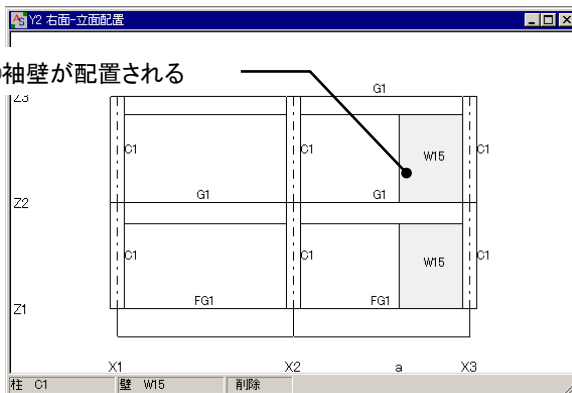 Y2 右面-立面配置
袖壁が配置される
G1
Z3
C1 C1 W15 C1
G1 G1
Z2
C1 C1 W15 C1
FG1 FG1
Z1
X1 X2 a X3
柱 C1 壁 W15 削除